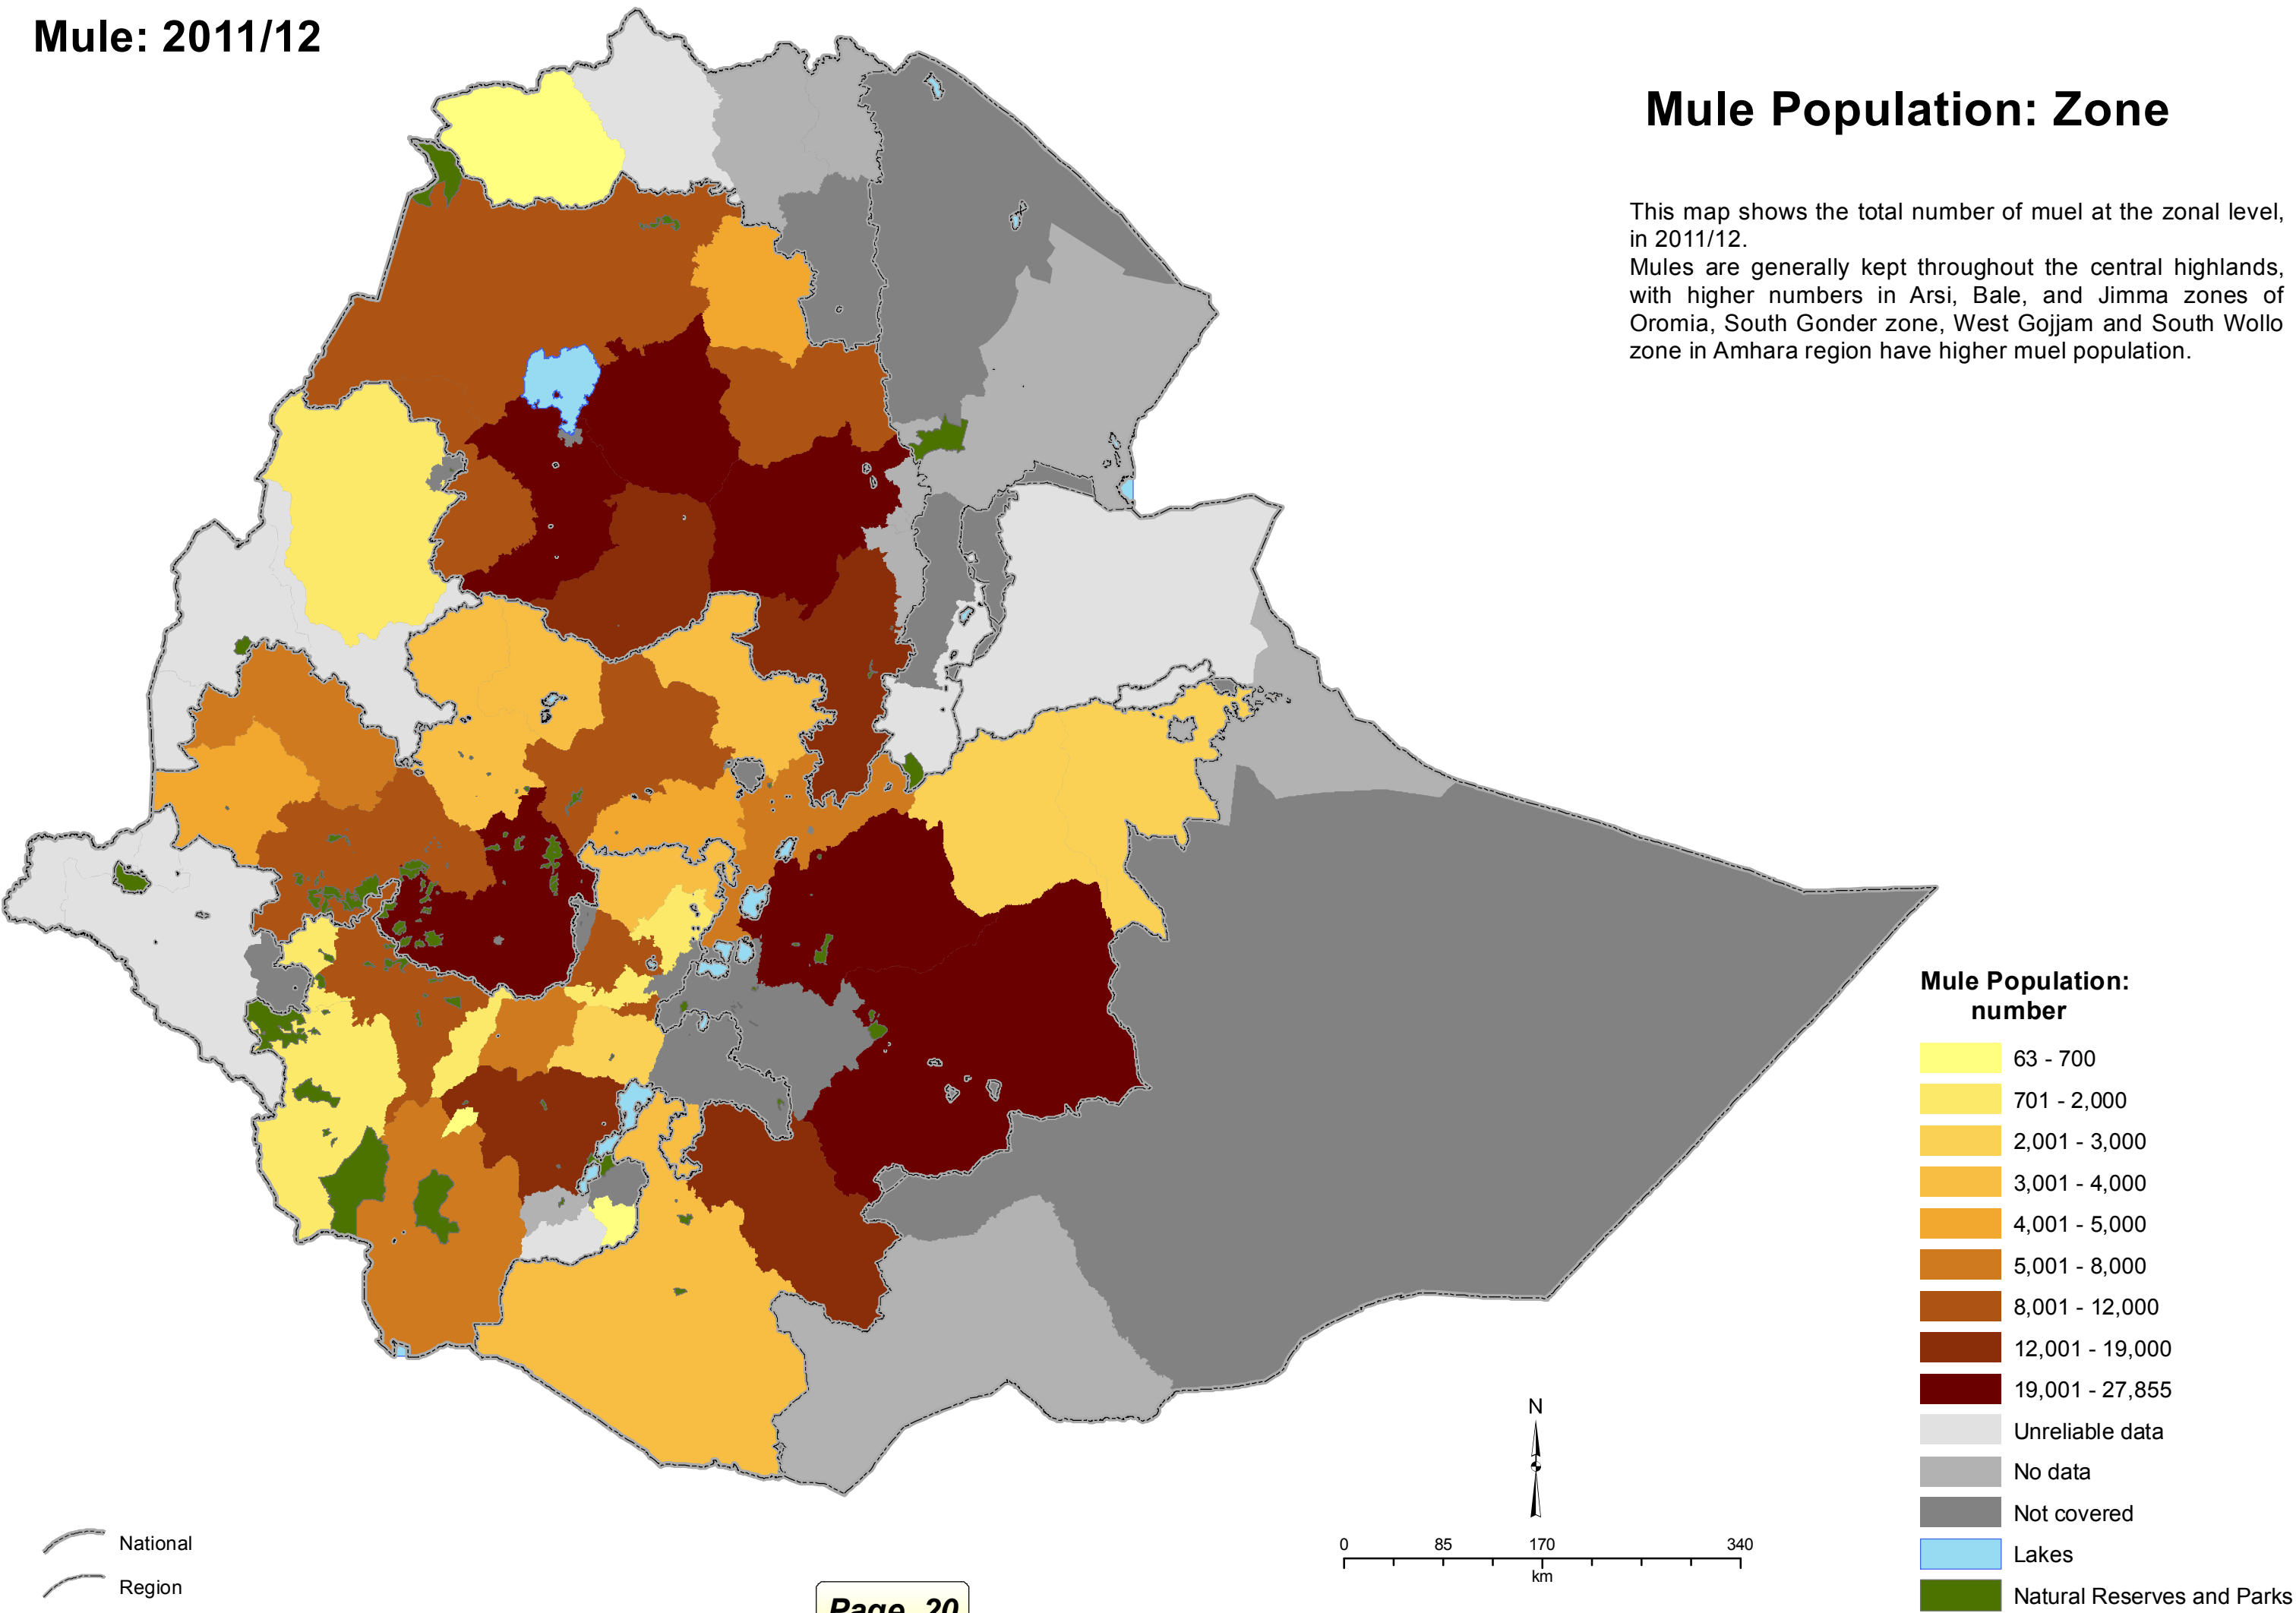 Mule: 2011/12
Mule Population: Zone
This map shows the total number of muel at the zonal level,
in 2011/12.
Mules are generally kept throughout the central highlands,
with higher numbers in Arsi, Bale, and Jimma zones of
Oromia, South Gonder zone, West Gojjam and South Wollo
zone in Amhara region have higher muel population.
Mule Population:
number
63 - 700
701 - 2,000
2,001 - 3,000
3,001 - 4,000
4,001 - 5,000
5,001 - 8,000
8,001 - 12,000
12,001 - 19,000
19,001 - 27,855
Unreliable data
No data
Not covered
Lakes
Natural Reserves and Parks
N
0 85 170 340
km
National
Region
Page 20